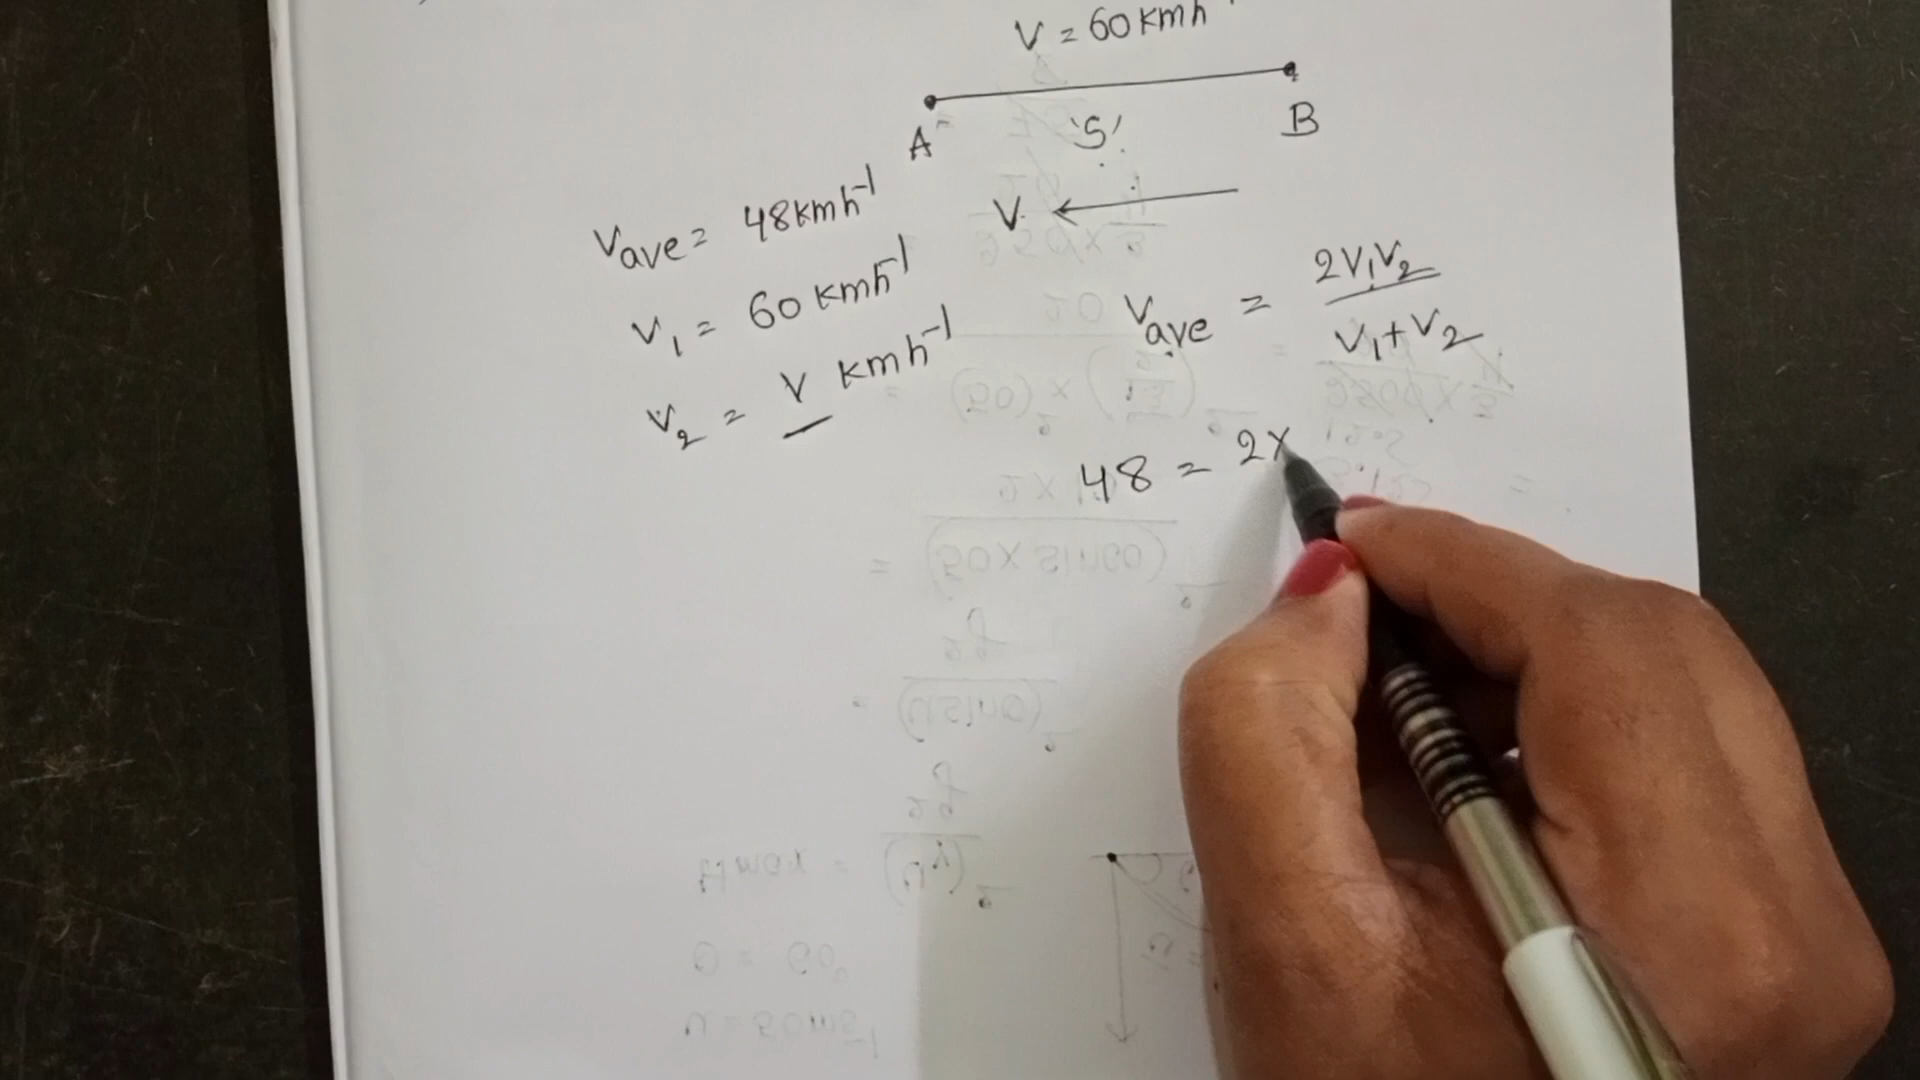 V = 60 kmh
A
B
'S'
V
Vave = 48 kmh⁻¹
V₁ = 60 kmh⁻¹
V₂ = V kmh⁻¹
Vave = 2V₁V₂ / V₁+V₂
48 = 2×